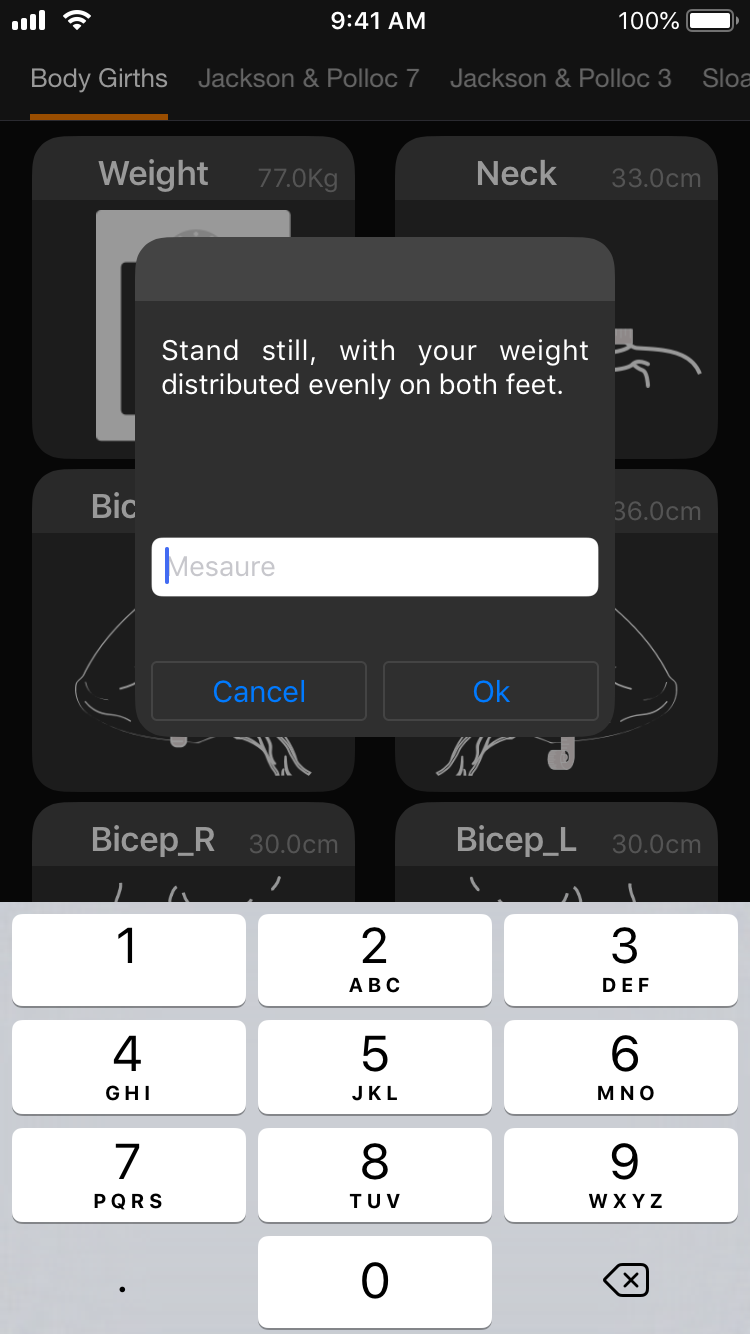 9:41 AM 100%
Body Girths Jackson & Polloc 7 Jackson & Polloc 3 Sloa
Weight 77.0Kg Neck 33.0cm
Stand still, with your weight
distributed evenly on both feet.
Bic 36.0cm
Mesaure
Cancel Ok
Bicep_R 30.0cm Bicep_L 30.0cm
1 2 3
ABC DEF
4 5 6
GHI JKL MNO
7 8 9
PQRS TUV WXYZ
. 0